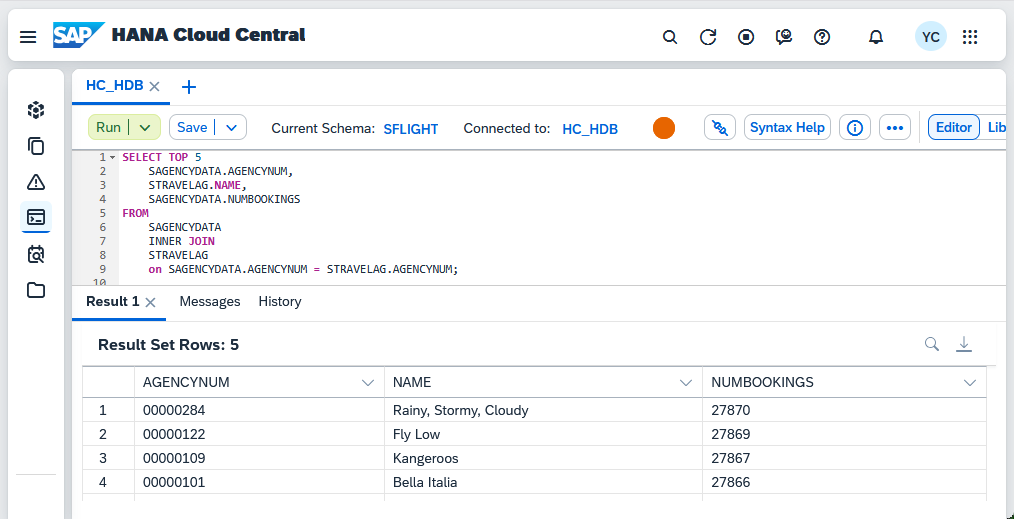 SAP HANA Cloud Central YC
HC_HDB
Run Save Current Schema: SFLIGHT Connected to: HC_HDB Syntax Help Editor Lib
1 SELECT TOP 5
2 SAGENCYDATA.AGENCYNUM,
3 STRAVELAG.NAME,
4 SAGENCYDATA.NUMBOOKINGS
5 FROM
6 SAGENCYDATA
7 INNER JOIN
8 STRAVELAG
9 on SAGENCYDATA.AGENCYNUM = STRAVELAG.AGENCYNUM;
10
Result 1 Messages History
Result Set Rows: 5
AGENCYNUM NAME NUMBOOKINGS
1 00000284 Rainy, Stormy, Cloudy 27870
2 00000122 Fly Low 27869
3 00000109 Kangeroos 27867
4 00000101 Bella Italia 27866